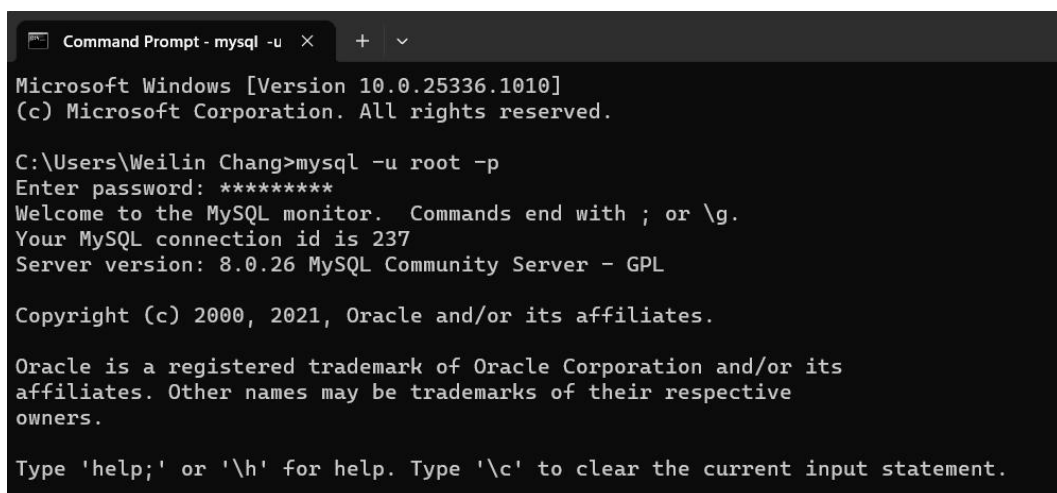 Command Prompt - mysql -u
Microsoft Windows [Version 10.0.25336.1010]
(c) Microsoft Corporation. All rights reserved.
C:\Users\Weilin Chang>mysql -u root -p
Enter password: *********
Welcome to the MySQL monitor.  Commands end with ; or \g.
Your MySQL connection id is 237
Server version: 8.0.26 MySQL Community Server - GPL
Copyright (c) 2000, 2021, Oracle and/or its affiliates.
Oracle is a registered trademark of Oracle Corporation and/or its
affiliates. Other names may be trademarks of their respective
owners.
Type 'help;' or '\h' for help. Type '\c' to clear the current input statement.